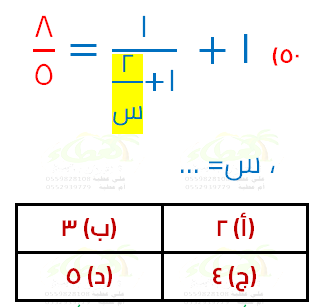 ٥٠) ١ + ١/(١ + ٢/س) = ٨/٥
، س= ...
(أ) ٢
(ب) ٣
(ج) ٤
(د) ٥